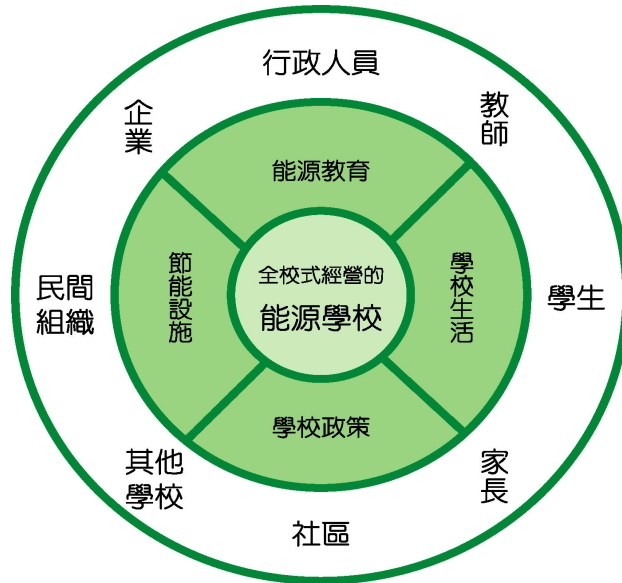 行政人員
企業
教師
能源教育
節能設施
全校式經營的
能源學校
學校生活
民間
組織
學生
學校政策
其他
學校
家長
社區